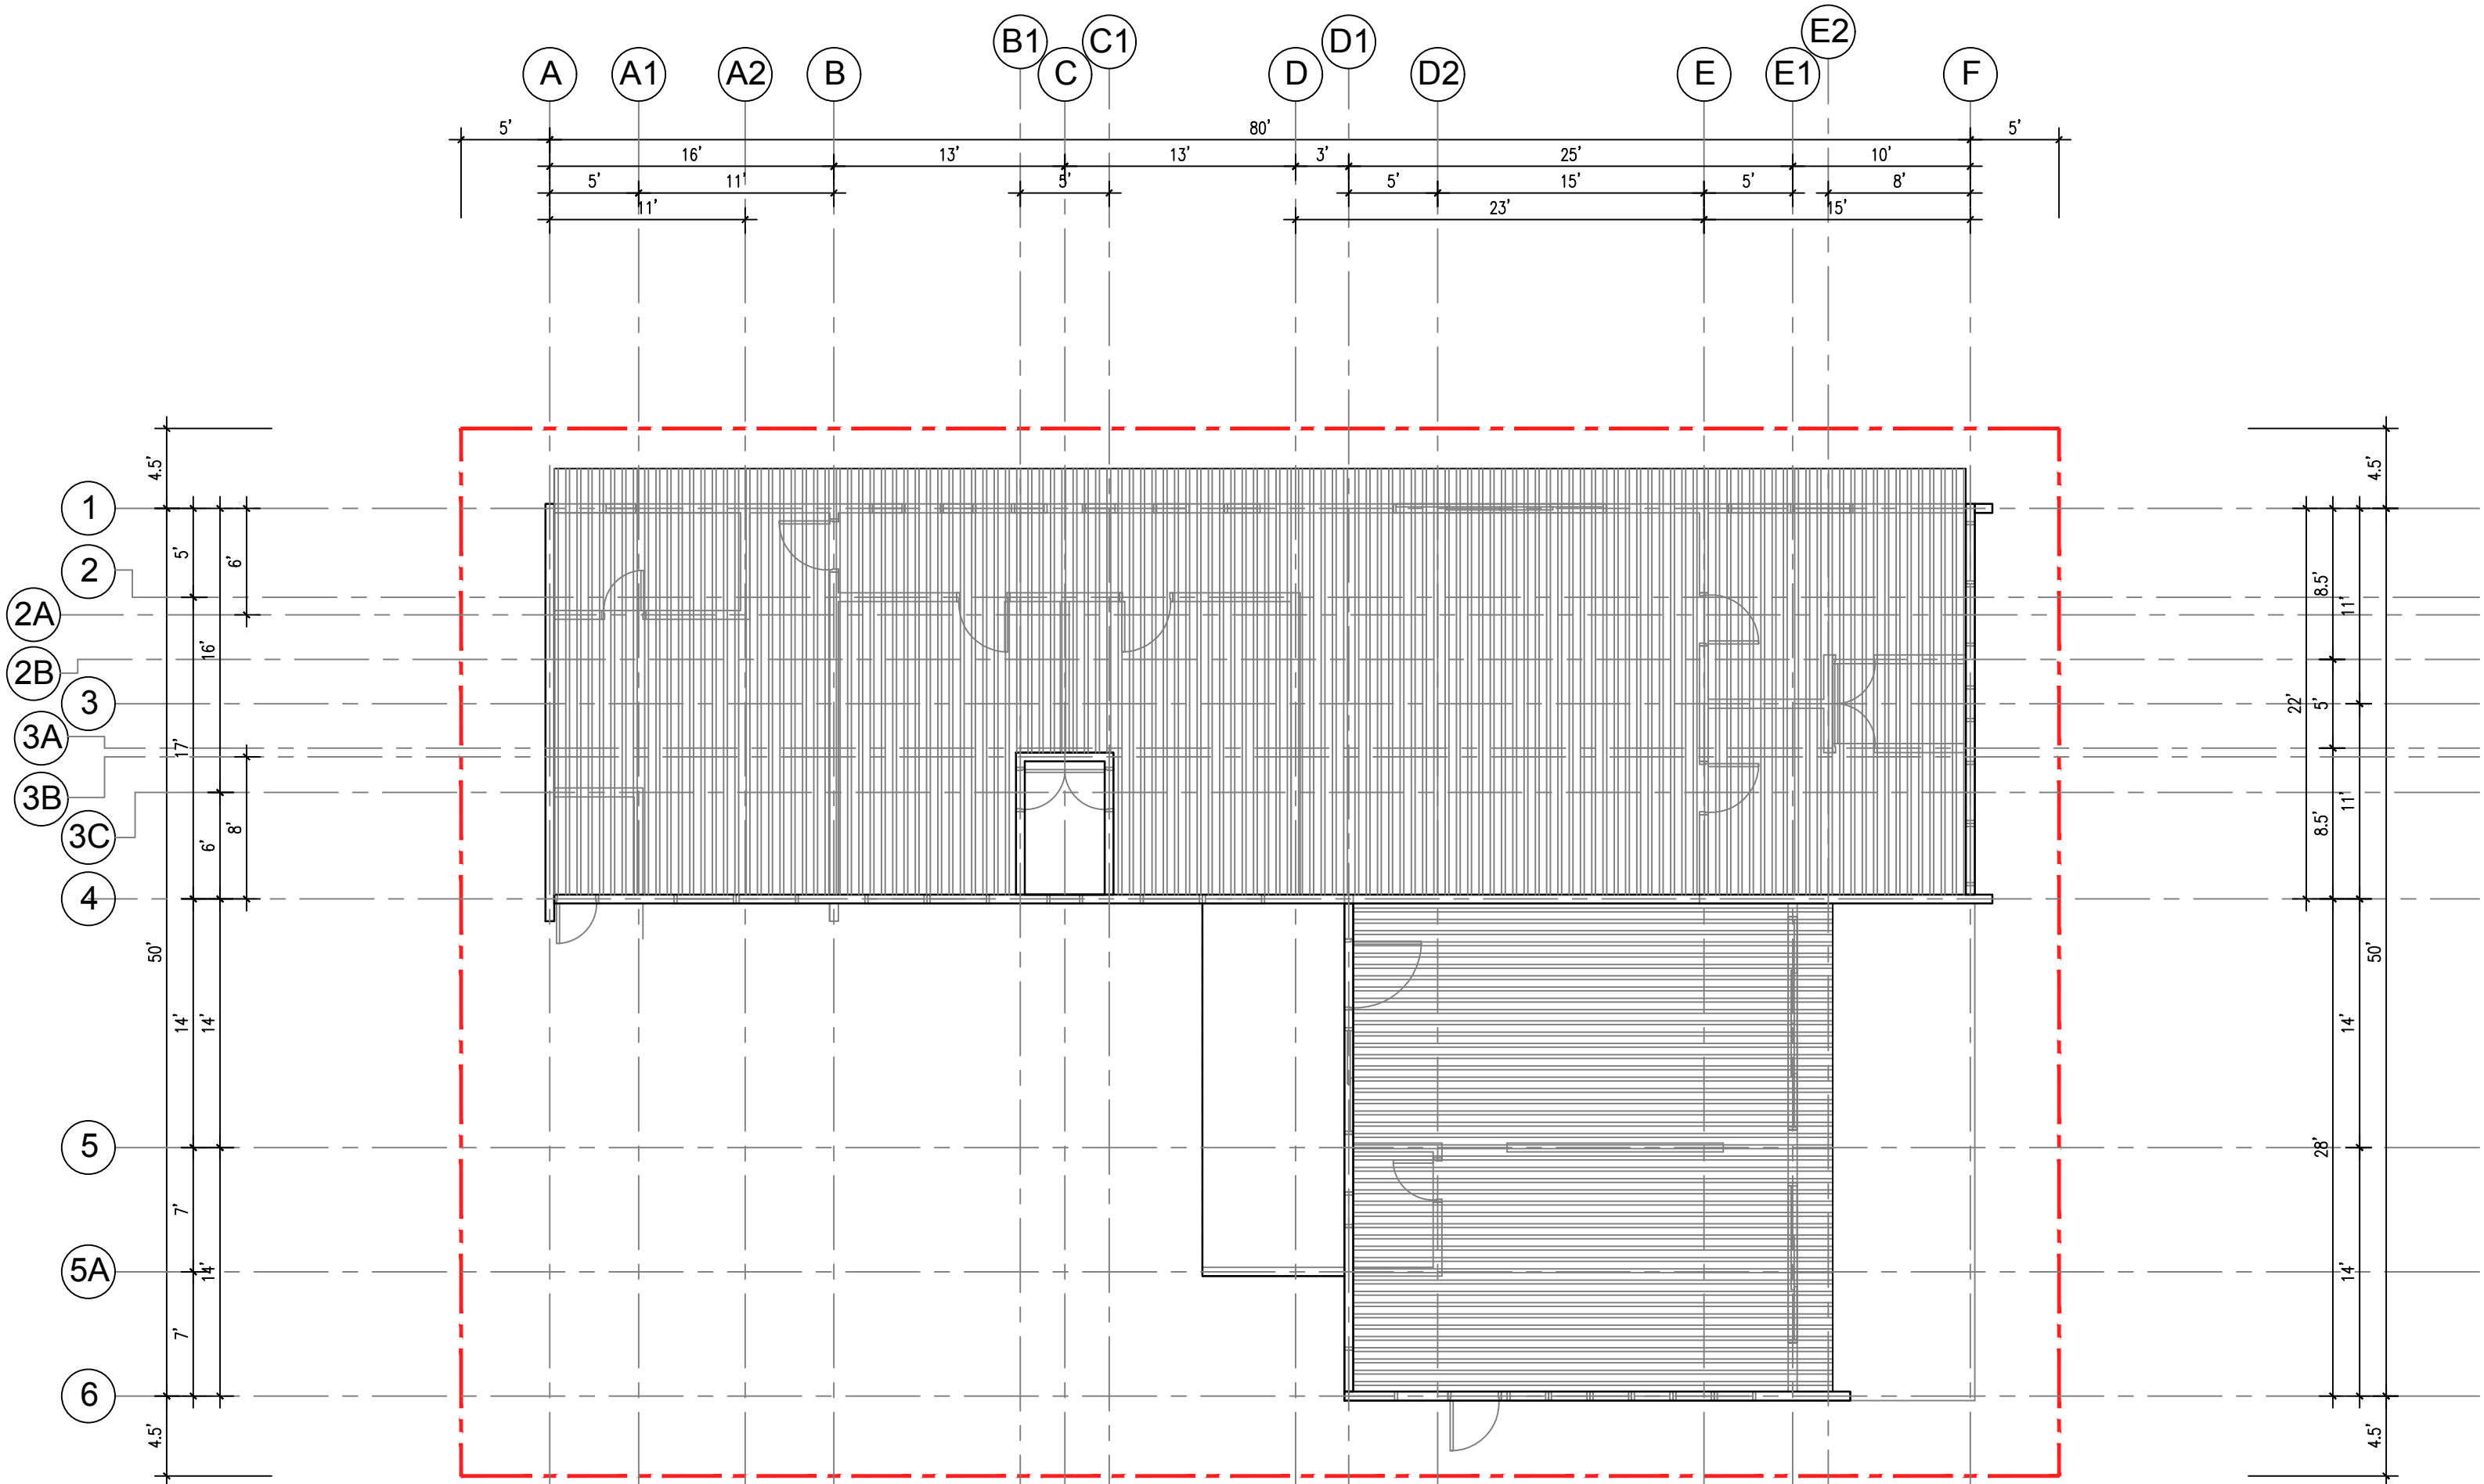 E2
B1 C1 D1
A A1 A2 B C D D2 E E1 F
5' 80' 5'
16' 13' 13' 3' 25' 10'
5' 11' 5' 5' 15' 5' 8'
11' 23' 15'
4.5' 4.5'
1
5' 6' 8.5' 11'
2
2A
16'
2B
3
22' 5'
3A
17'
3B
3C
6' 8' 8.5' 11'
4
50' 50'
14' 14' 14'
5
28'
7'
5A
14' 14'
7'
6
4.5' 4.5'